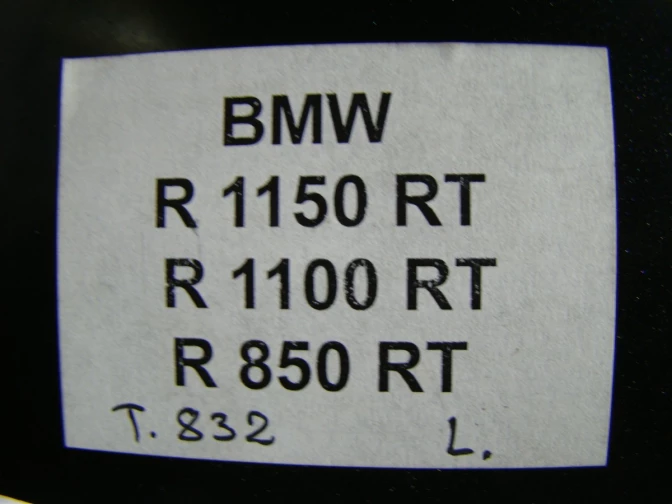 BMW
R 1150 RT
R 1100 RT
R 850 RT
T. 832 L.